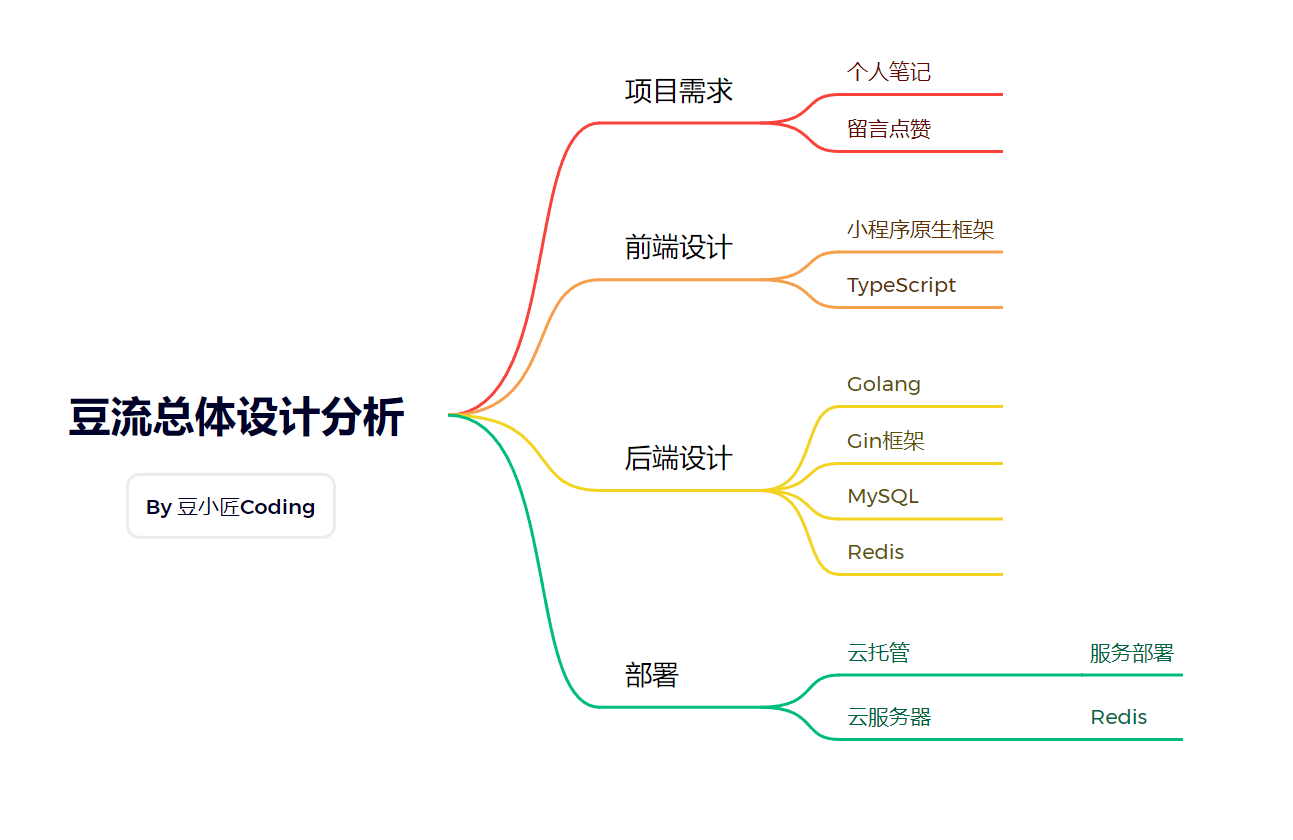 豆流总体设计分析
By 豆小匠Coding
项目需求
个人笔记
留言点赞
前端设计
小程序原生框架
TypeScript
后端设计
Golang
Gin框架
MySQL
Redis
部署
云托管
服务部署
云服务器
Redis